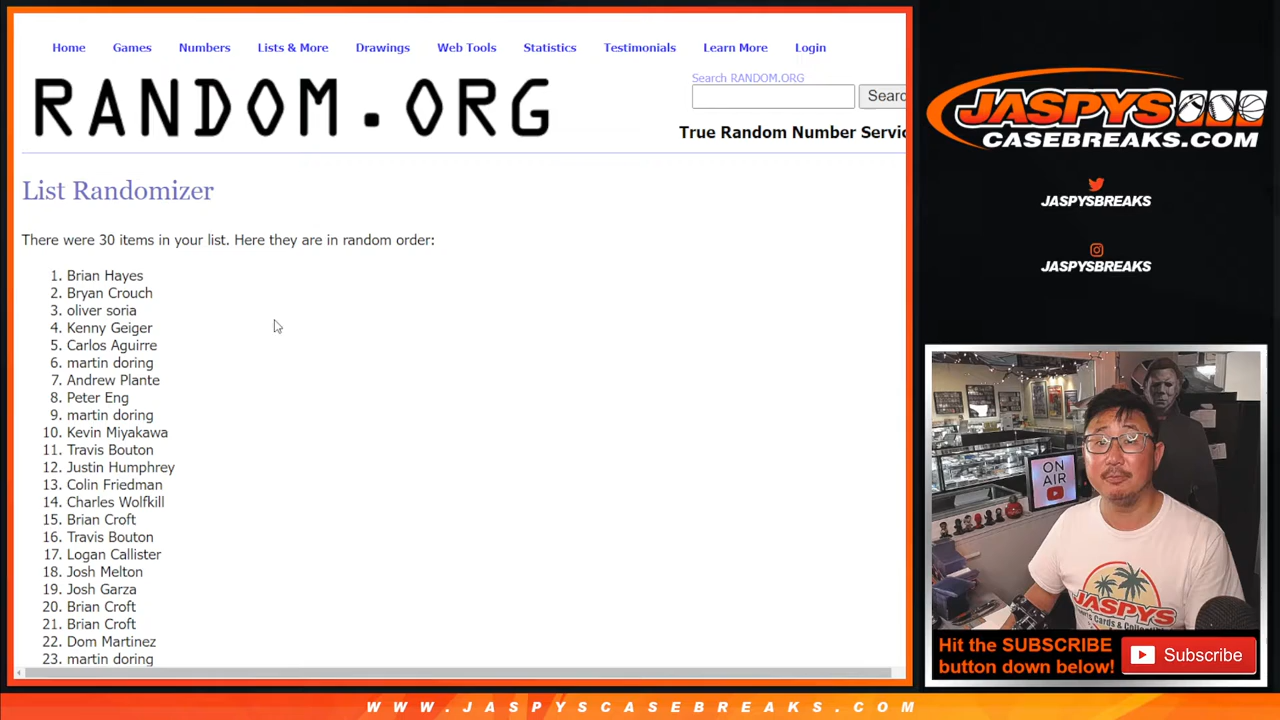 Home Games Numbers Lists & More Drawings Web Tools Statistics Testimonials Learn More Login
RANDOM.ORG
Search RANDOM.ORG
True Random Number
List Randomizer
There were 30 items in your list. Here they are in random order:
1. Brian Hayes
2. Bryan Crouch
3. oliver soria
4. Kenny Geiger
5. Carlos Aguirre
6. martin doring
7. Andrew Plante
8. Peter Eng
9. martin doring
10. Kevin Miyakawa
11. Travis Bouton
12. Justin Humphrey
13. Colin Friedman
14. Charles Wolfkill
15. Brian Croft
16. Travis Bouton
17. Logan Callister
18. Josh Melton
19. Josh Garza
20. Brian Croft
21. Brian Croft
22. Dom Martinez
23. martin doring
JASPYS
CASEBREAKS.COM
JASPYSBREAKS
JASPYSBREAKS
ON
AIR
JASPYS
Hit the SUBSCRIBE
button down below!
Subscribe
WWW.JASPYSCASEBREAKS.COM